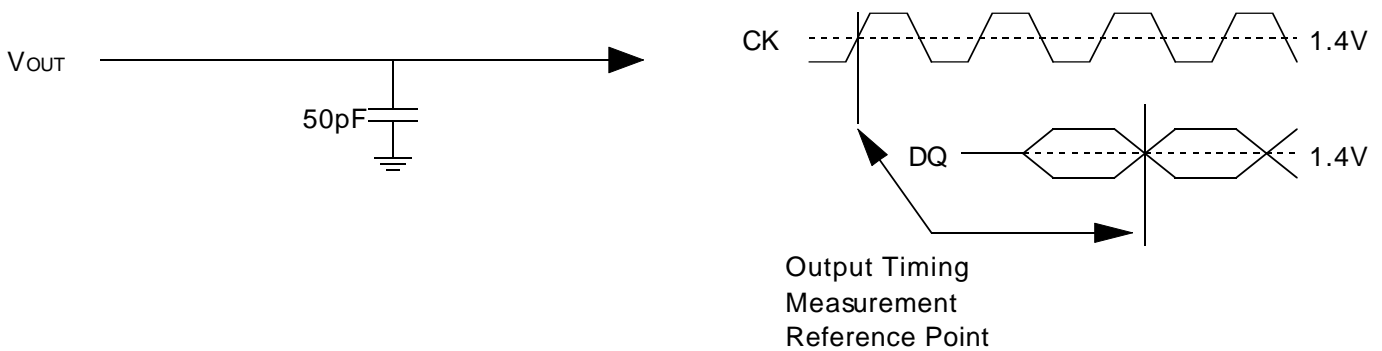 VOUT
50pF
CK
1.4V
DQ
1.4V
Output Timing
Measurement
Reference Point